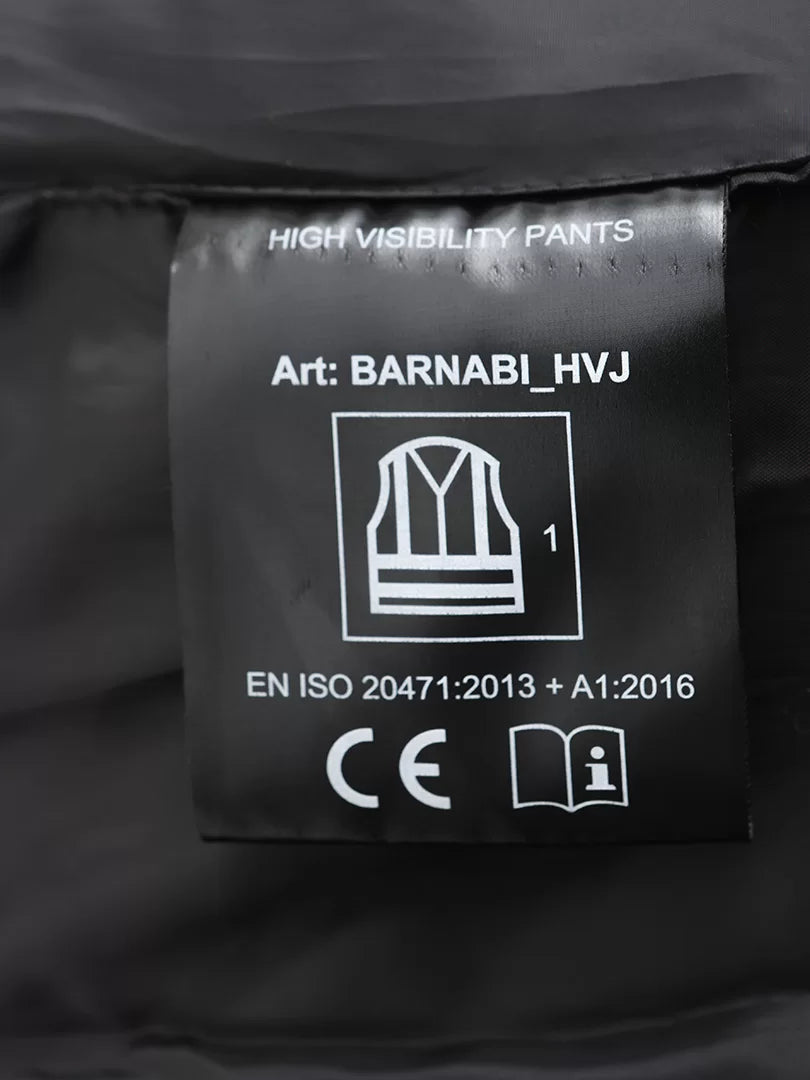 HIGH VISIBILITY PANTS
Art: BARNABI_HVJ
1
EN ISO 20471:2013 + A1:2016
CE i